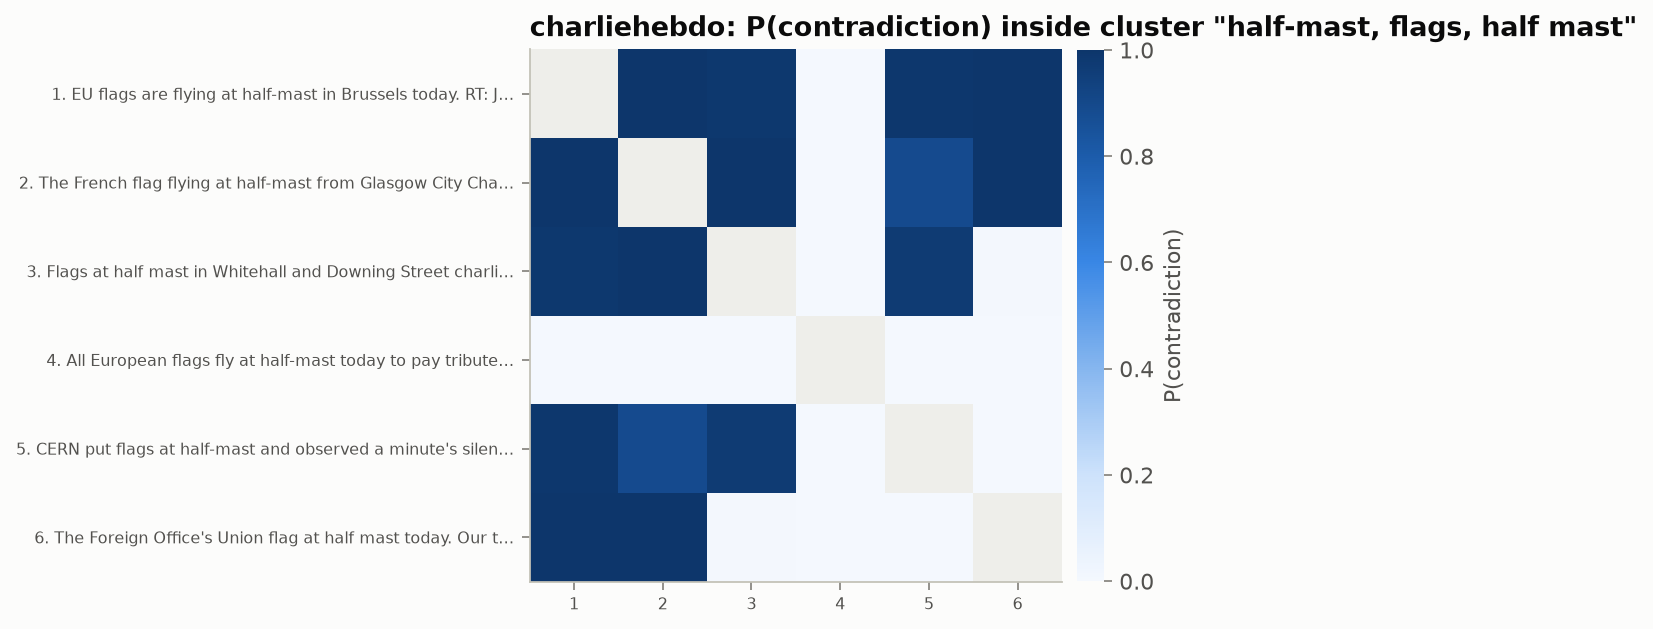 charliehebdo: P(contradiction) inside cluster "half-mast, flags, half mast"
1. EU flags are flying at half-mast in Brussels today. RT: J...
2. The French flag flying at half-mast from Glasgow City Cha...
3. Flags at half mast in Whitehall and Downing Street charli...
4. All European flags fly at half-mast today to pay tribute...
5. CERN put flags at half-mast and observed a minute's silen...
6. The Foreign Office's Union flag at half mast today. Our t...
1 2 3 4 5 6
1.0
0.8
0.6
0.4
0.2
0.0
P(contradiction)